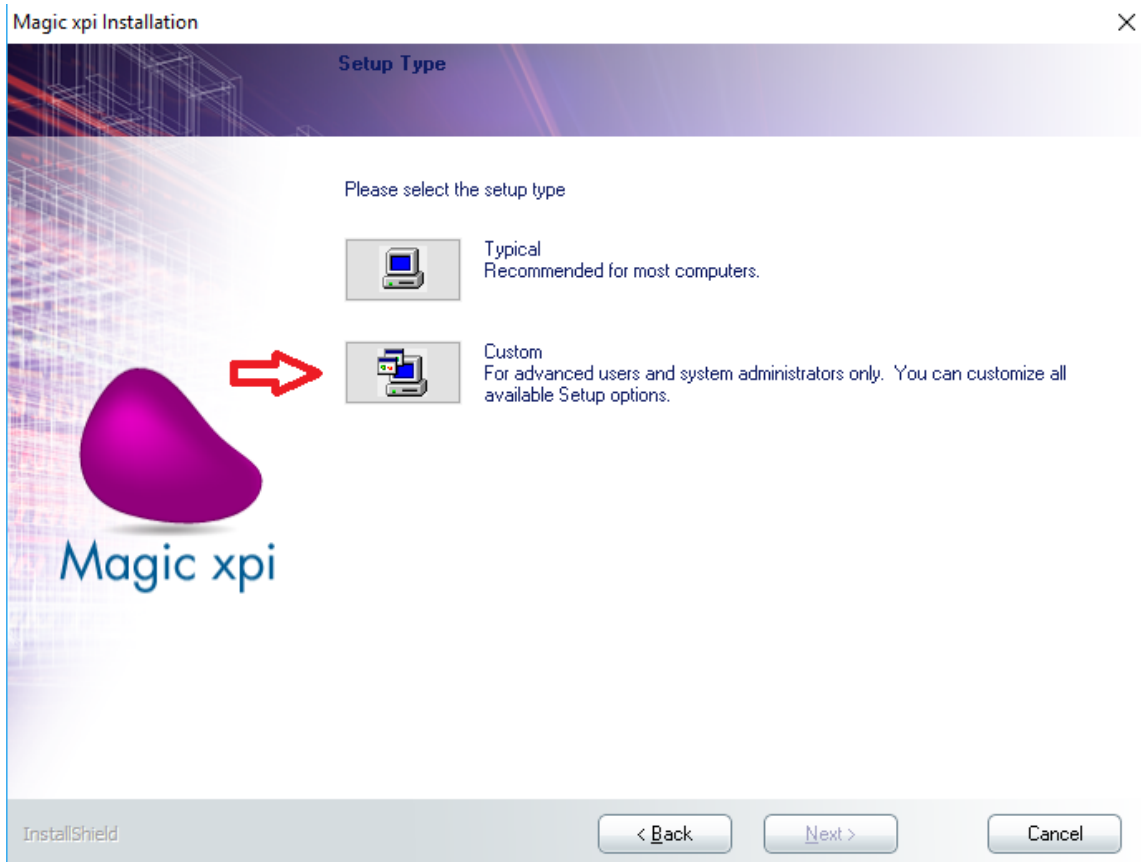 Magic xpi Installation
Setup Type
Please select the setup type
Typical
Recommended for most computers.
Custom
For advanced users and system administrators only.  You can customize all
available Setup options.
Magic xpi
InstallShield
< Back
Next >
Cancel